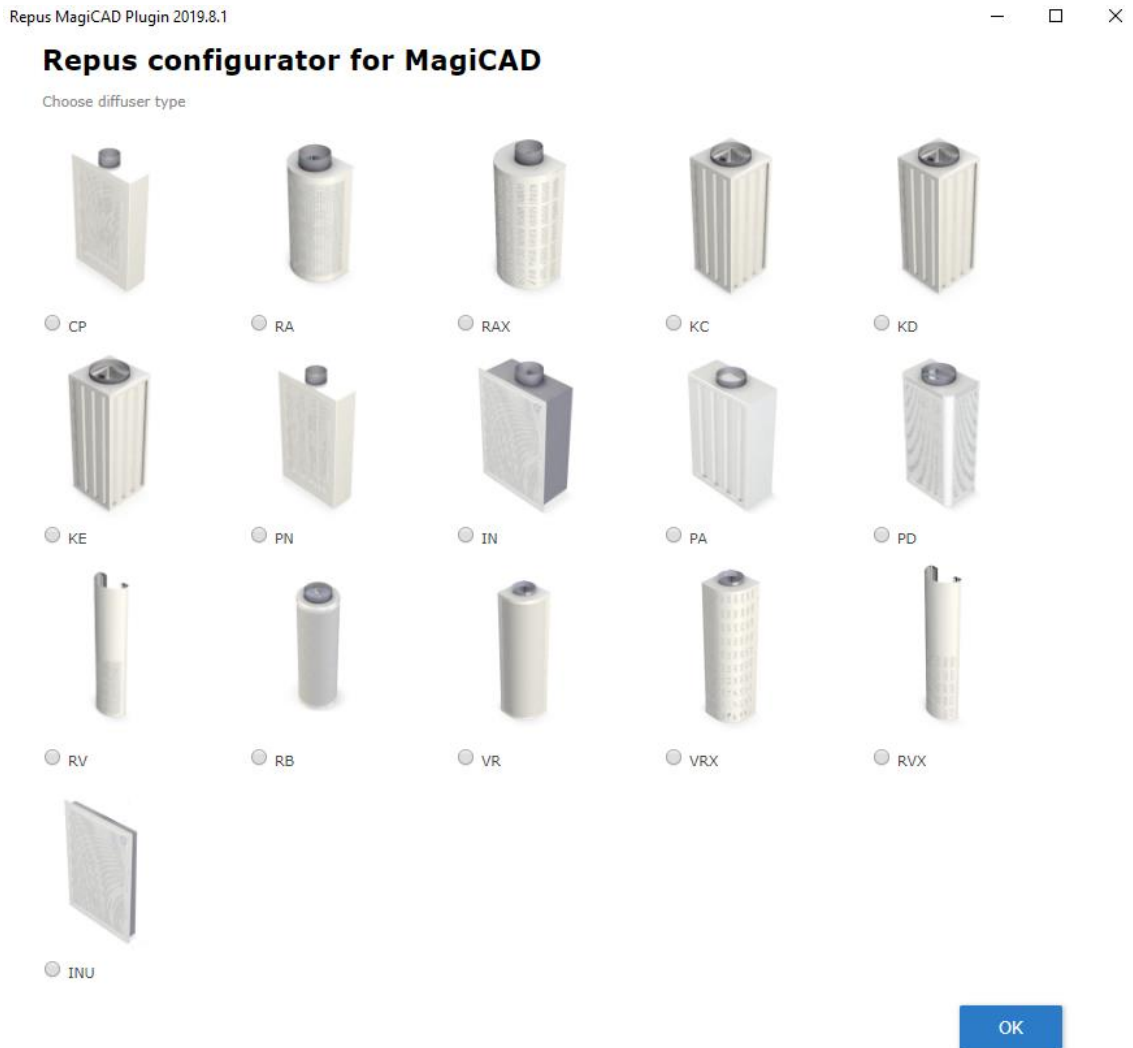 Repus MagiCAD Plugin 2019.8.1
Repus configurator for MagiCAD
Choose diffuser type
CP RA RAX KC KD
KE PN IN PA PD
RV RB VR VRX RVX
INU
OK